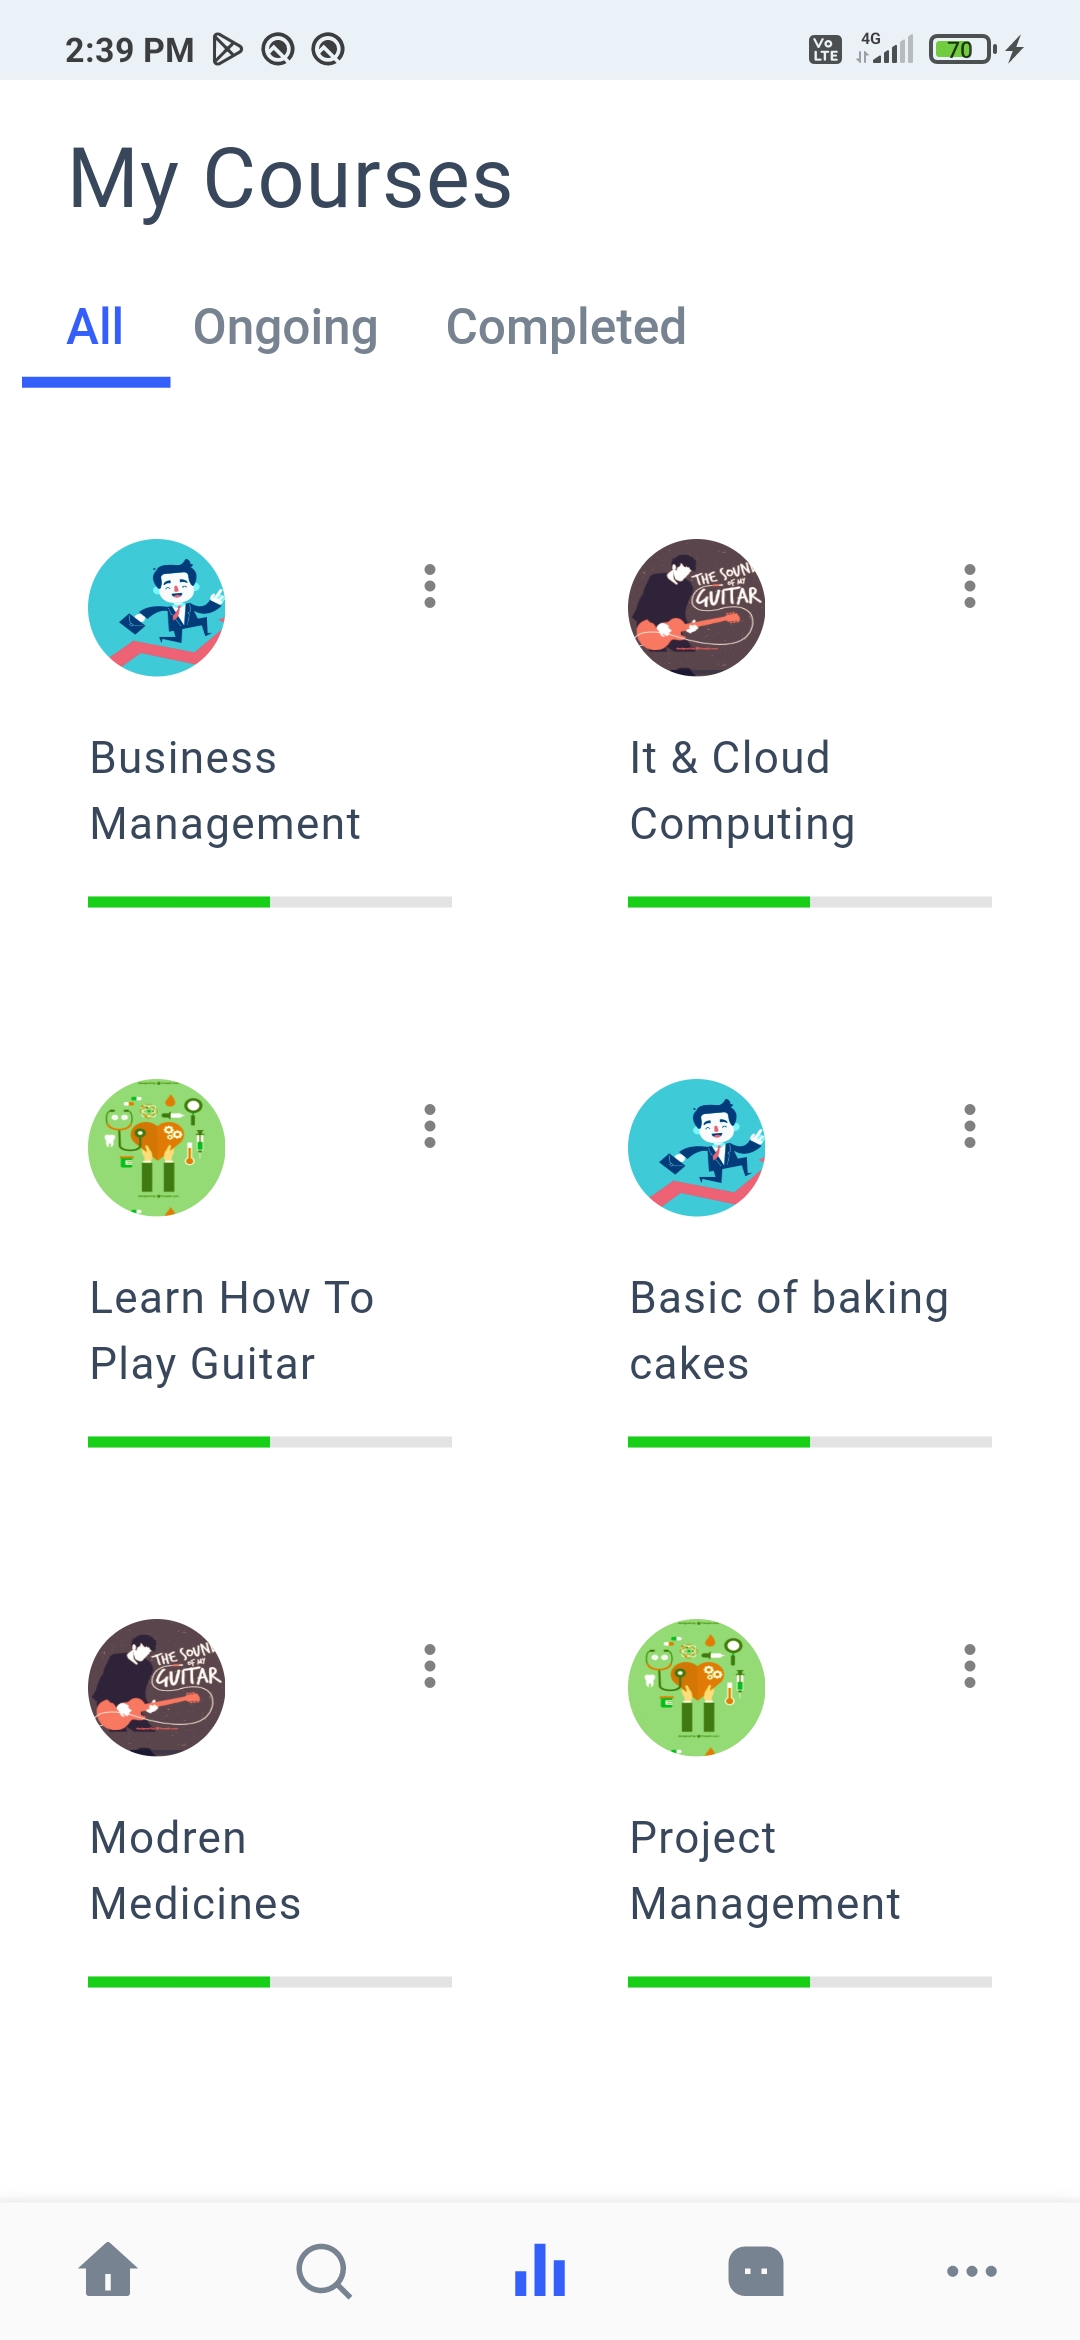 2:39 PM
Vo
LTE
4G
70
My Courses
All Ongoing Completed
THE SOUN
OF MY
GUITAR
Business
Management
It & Cloud
Computing
Learn How To
Play Guitar
Basic of baking
cakes
THE SOUN
OF MY
GUITAR
Modren
Medicines
Project
Management